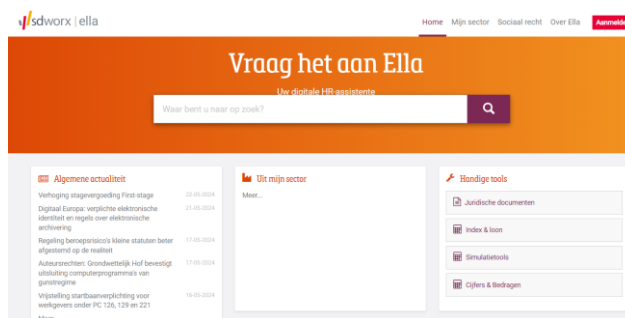 sdworx | ella
Home Mijn sector Sociaal recht Over Ella Aanmelde
Vraag het aan Ella
Uw digitale HR-assistente
Waar bent u naar op zoek?
Algemene actualiteit
Verhoging stagevergoeding First-stage 22-05-2024
Digitaal Europa: verplichte elektronische 21-05-2024
identiteit en regels over elektronische
archivering
Regeling beroepsrisico's kleine statuten beter 17-05-2024
afgestemd op de realiteit
Auteursrechten: Grondwettelijk Hof bevestigt 17-05-2024
uitsluiting computerprogramma's van
gunstregime
Vrijstelling startbaanverplichting voor 16-05-2024
werkgevers onder PC 126, 129 en 221
Uit mijn sector
Meer...
Handige tools
Juridische documenten
Index & loon
Simulatietools
Cijfers & Bedragen